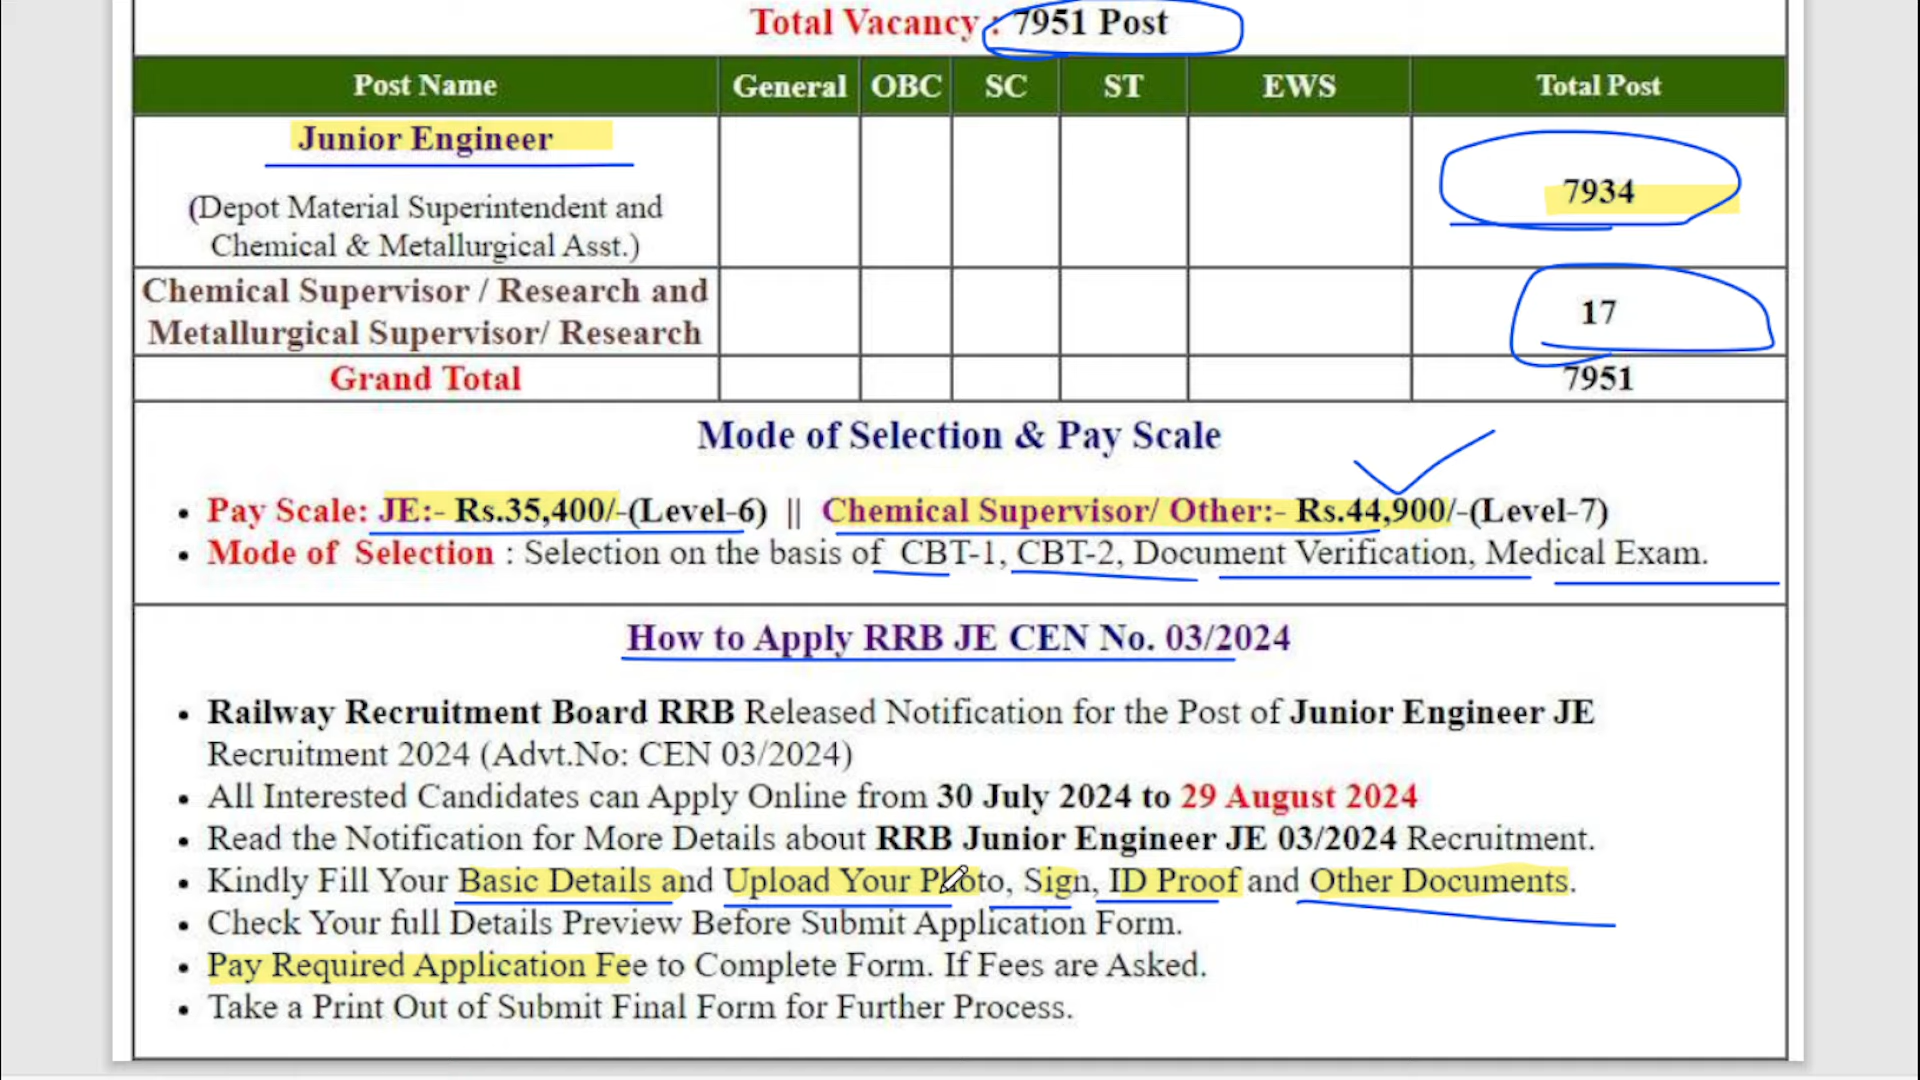 Total Vacancy : 7951 Post
Post Name General OBC SC ST EWS Total Post
Junior Engineer
(Depot Material Superintendent and
Chemical & Metallurgical Asst.)
7934
Chemical Supervisor / Research and
Metallurgical Supervisor/ Research
17
Grand Total 7951
Mode of Selection & Pay Scale
• Pay Scale: JE:- Rs.35,400/-(Level-6) || Chemical Supervisor/ Other:- Rs.44,900/-(Level-7)
• Mode of Selection : Selection on the basis of CBT-1, CBT-2, Document Verification, Medical Exam.
How to Apply RRB JE CEN No. 03/2024
• Railway Recruitment Board RRB Released Notification for the Post of Junior Engineer JE
Recruitment 2024 (Advt.No: CEN 03/2024)
• All Interested Candidates can Apply Online from 30 July 2024 to 29 August 2024
• Read the Notification for More Details about RRB Junior Engineer JE 03/2024 Recruitment.
• Kindly Fill Your Basic Details and Upload Your Photo, Sign, ID Proof and Other Documents.
• Check Your full Details Preview Before Submit Application Form.
• Pay Required Application Fee to Complete Form. If Fees are Asked.
• Take a Print Out of Submit Final Form for Further Process.